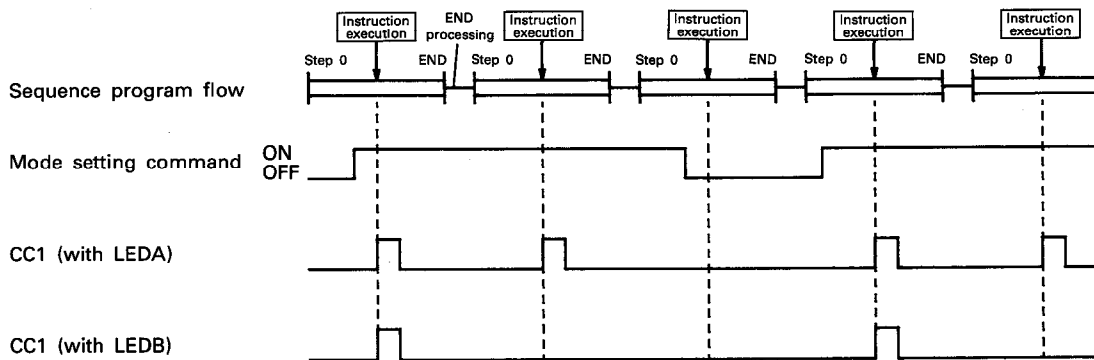 Instruction execution
END processing
Instruction execution
Instruction execution
Instruction execution
Instruction execution
Step 0 END Step 0 END Step 0 END Step 0 END Step 0
Sequence program flow
Mode setting command ON
OFF
CC1 (with LEDA)
CC1 (with LEDB)